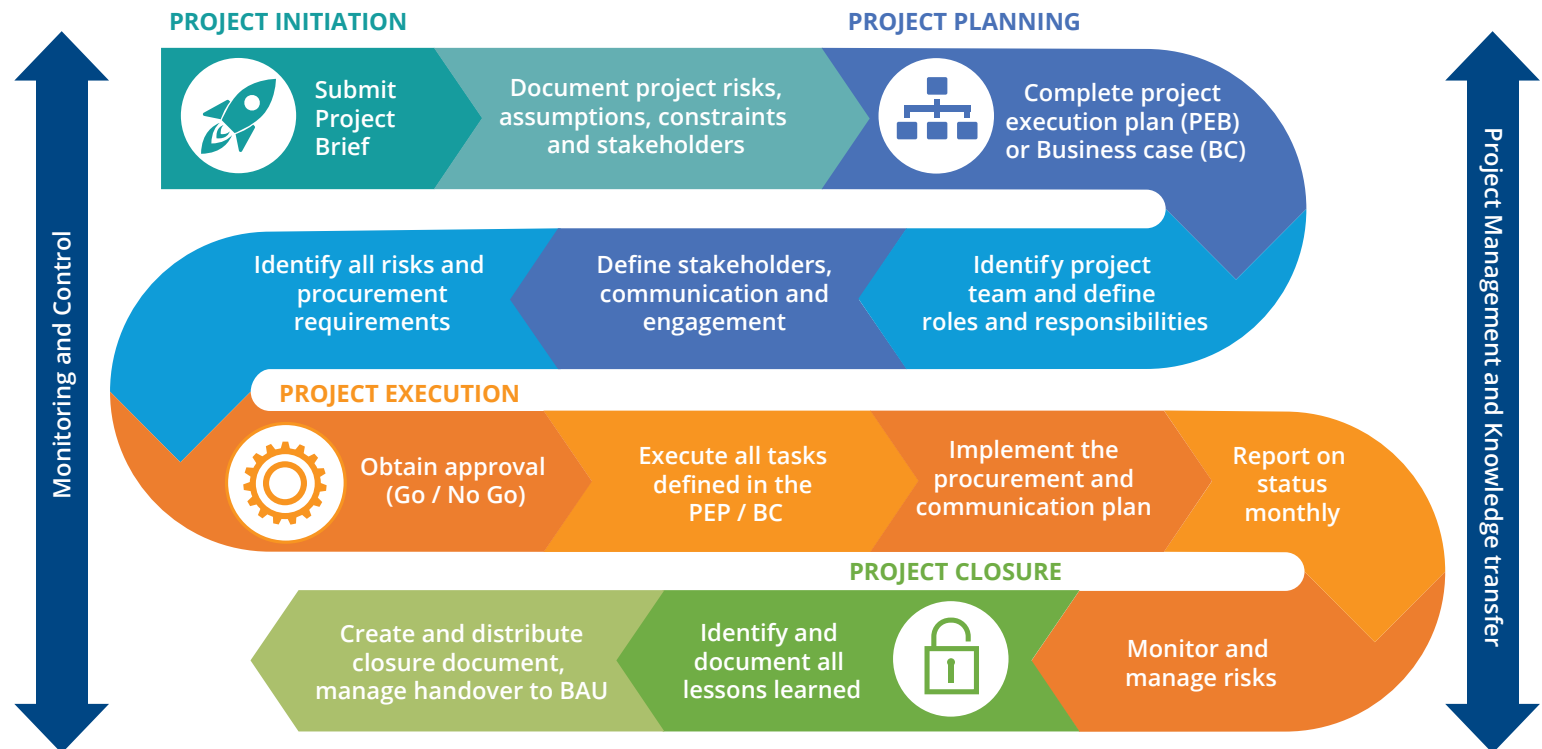 PROJECT INITIATION
PROJECT PLANNING
Submit
Project
Brief
Document project risks,
assumptions, constraints
and stakeholders
Complete project
execution plan (PEB)
or Business case (BC)
Identify project
team and define
roles and responsibilities
Define stakeholders,
communication and
engagement
Identify all risks and
procurement
requirements
PROJECT EXECUTION
Obtain approval
(Go / No Go)
Execute all tasks
defined in the
PEP / BC
Implement the
procurement and
communication plan
Report on
status
monthly
Monitor and
manage risks
PROJECT CLOSURE
Identify and
document all
lessons learned
Create and distribute
closure document,
manage handover to BAU
Monitoring and Control
Project Management and Knowledge transfer